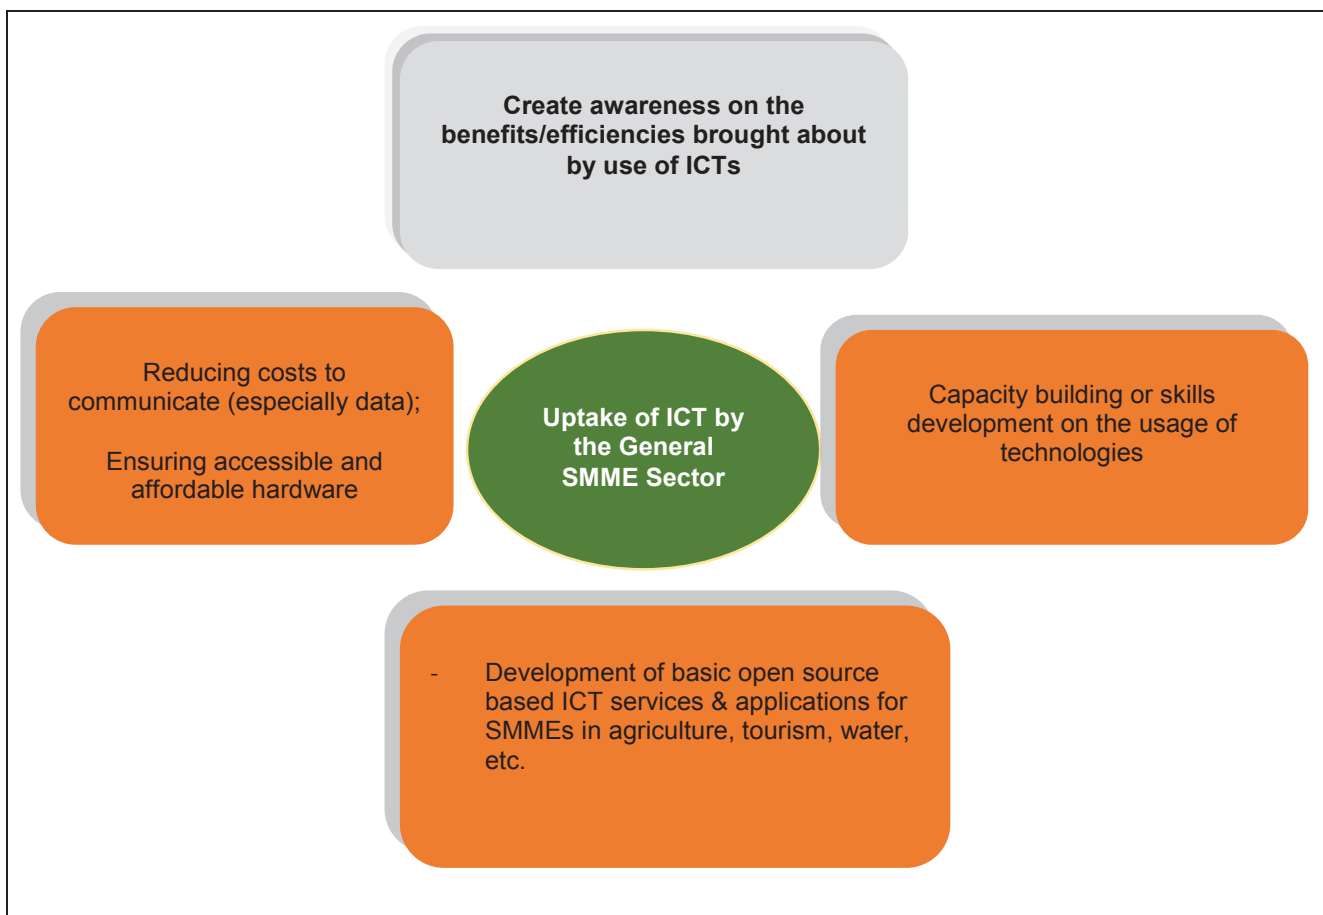 Create awareness on the
benefits/efficiencies brought about
by use of ICTs
Reducing costs to
communicate (especially data);
Ensuring accessible and
affordable hardware
Uptake of ICT by
the General
SMME Sector
Capacity building or skills
development on the usage of
technologies
- Development of basic open source
based ICT services & applications for
SMMEs in agriculture, tourism, water,
etc.